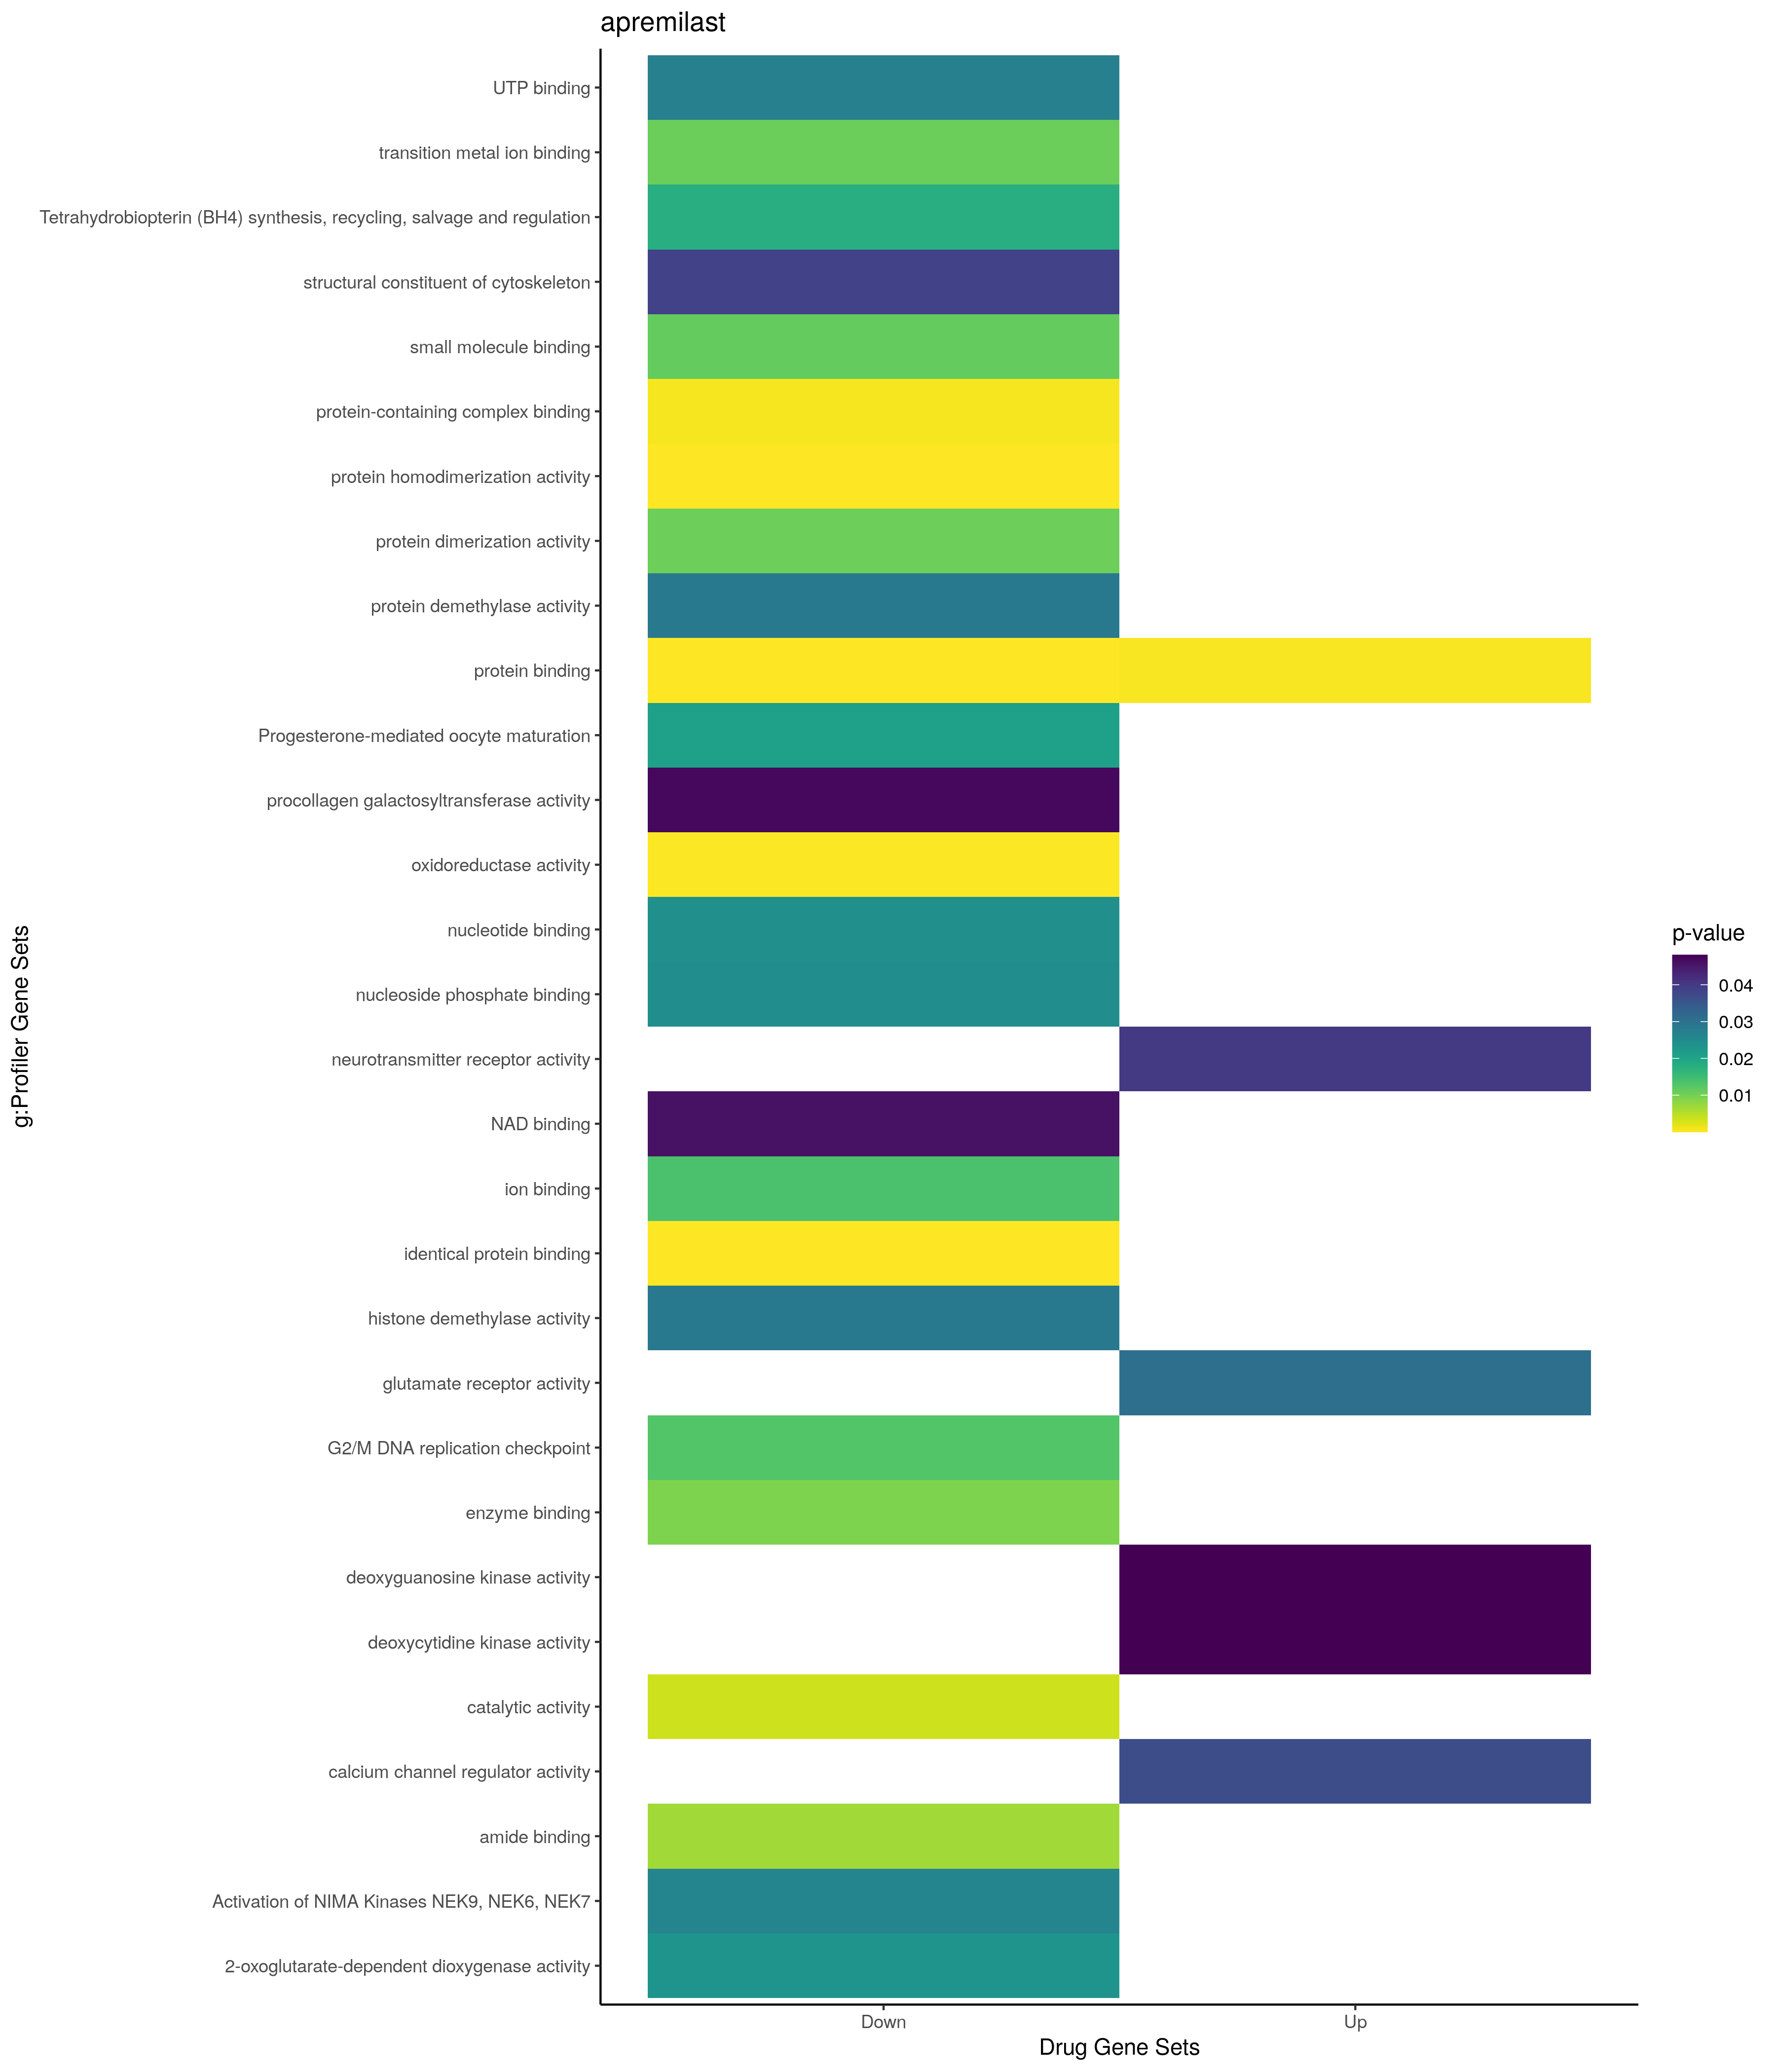 apremilast
UTP binding
transition metal ion binding
Tetrahydrobiopterin (BH4) synthesis, recycling, salvage and regulation
structural constituent of cytoskeleton
small molecule binding
protein-containing complex binding
protein homodimerization activity
protein dimerization activity
protein demethylase activity
protein binding
Progesterone-mediated oocyte maturation
procollagen galactosyltransferase activity
oxidoreductase activity
nucleotide binding
nucleoside phosphate binding
neurotransmitter receptor activity
NAD binding
ion binding
identical protein binding
histone demethylase activity
glutamate receptor activity
G2/M DNA replication checkpoint
enzyme binding
deoxyguanosine kinase activity
deoxycytidine kinase activity
catalytic activity
calcium channel regulator activity
amide binding
Activation of NIMA Kinases NEK9, NEK6, NEK7
2-oxoglutarate-dependent dioxygenase activity
g:Profiler Gene Sets
Down
Up
Drug Gene Sets
p-value
0.04
0.03
0.02
0.01